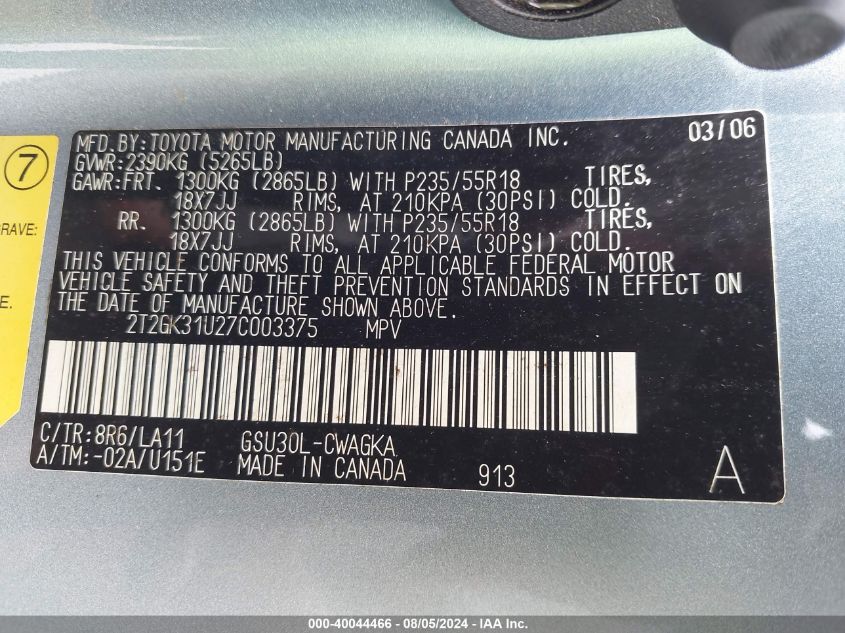 MFD.BY:TOYOTA MOTOR MANUFACTURING CANADA INC. 03/06
GVWR:2390KG (5265LB)
GAWR:FRT. 1300KG (2865LB) WITH P235/55R18 TIRES,
18X7JJ RIMS, AT 210KPA (30PSI) COLD.
RR. 1300KG (2865LB) WITH P235/55R18 TIRES,
18X7JJ RIMS, AT 210KPA (30PSI) COLD.
THIS VEHICLE CONFORMS TO ALL APPLICABLE FEDERAL MOTOR
VEHICLE SAFETY AND THEFT PREVENTION STANDARDS IN EFFECT ON
THE DATE OF MANUFACTURE SHOWN ABOVE.
2T2GK31U27C003375 MPV
C/TR:8R6/LA11 GSU30L-CWAGKA
A/TM:-02A/U151E MADE IN CANADA 913 A
7
RAVE:
E.
000-40044466 - 08/05/2024 - IAA Inc.